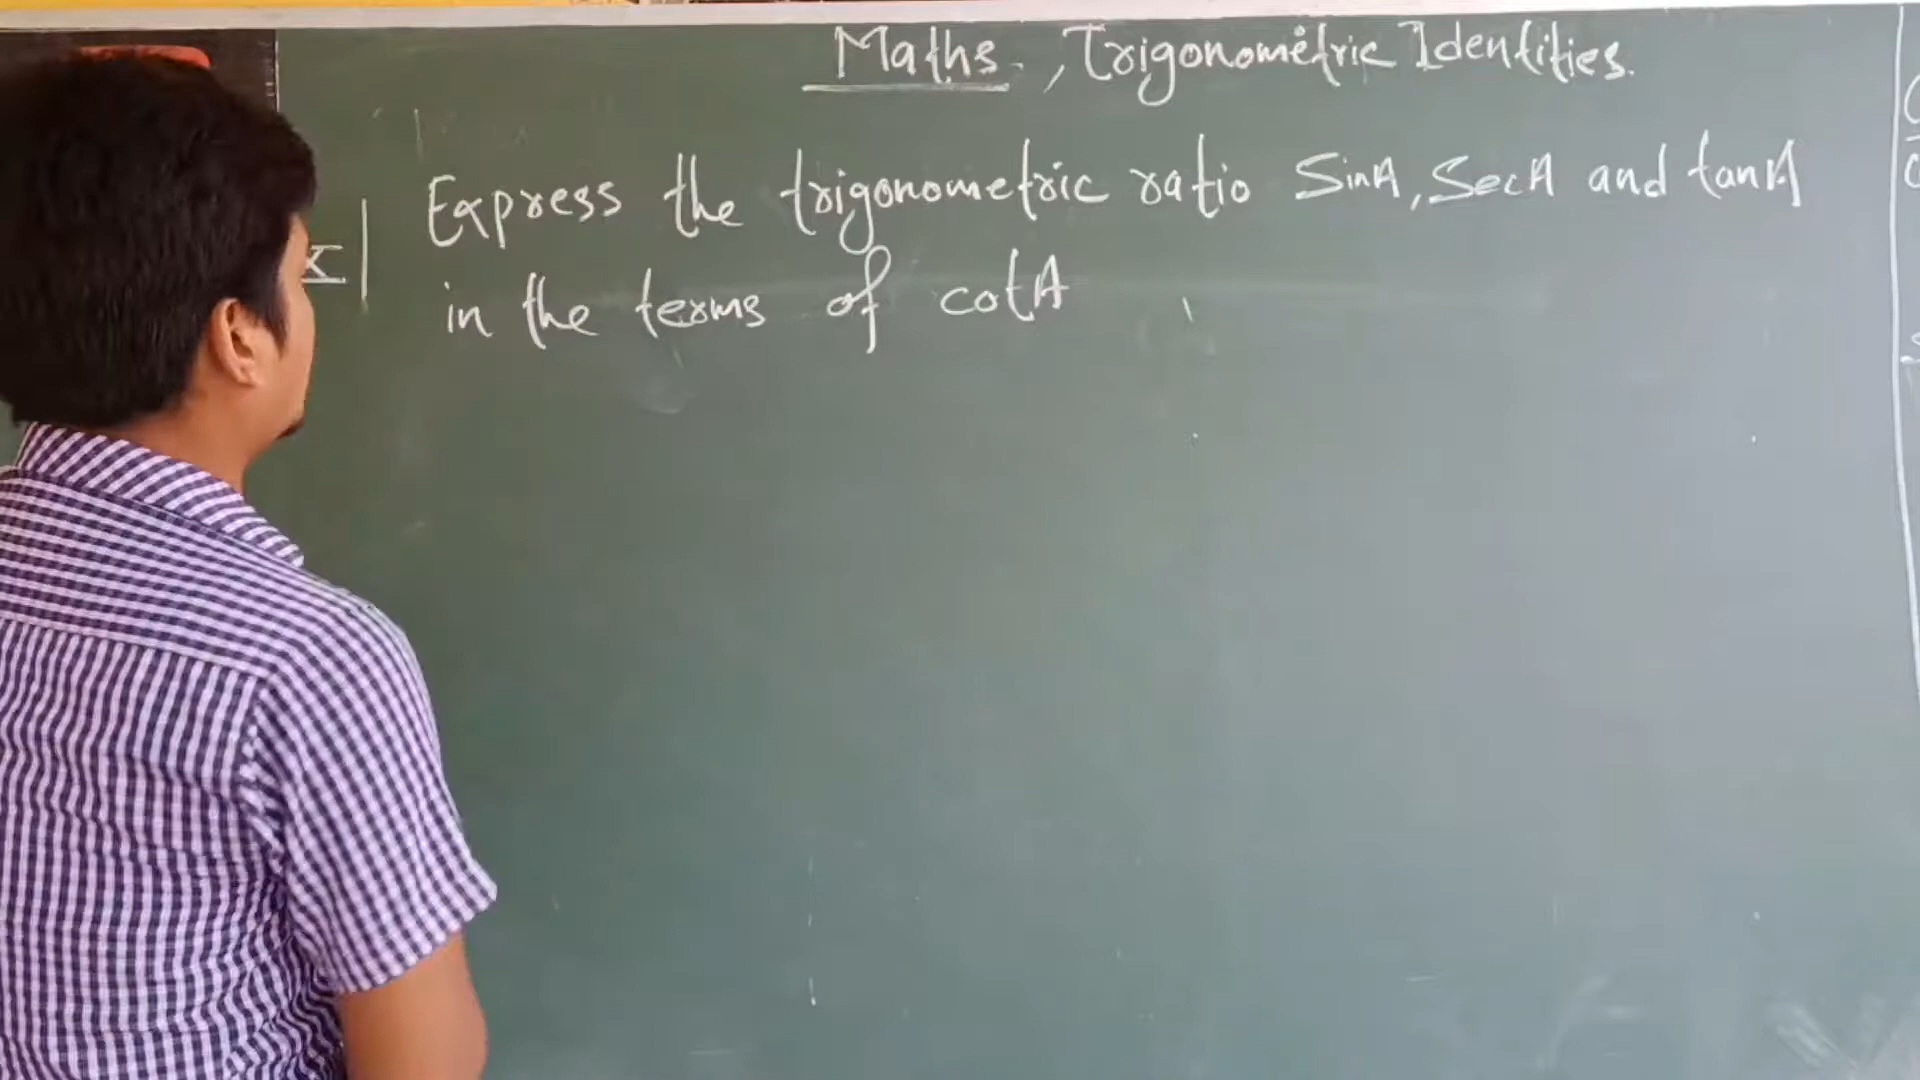 Maths, Trigonometric Identities.
Express the trigonometric ratio SinA, SecA and tanA
in the terms of cotA